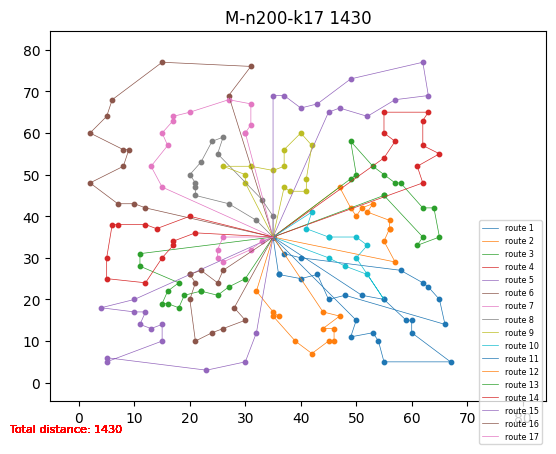 M-n200-k17 1430
80
70
60
50
40
30
20
10
0
0
10
20
30
40
50
60
70
80
route 1
route 2
route 3
route 4
route 5
route 6
route 7
route 8
route 9
route 10
route 11
route 12
route 13
route 14
route 15
route 16
route 17
Total distance: 1430